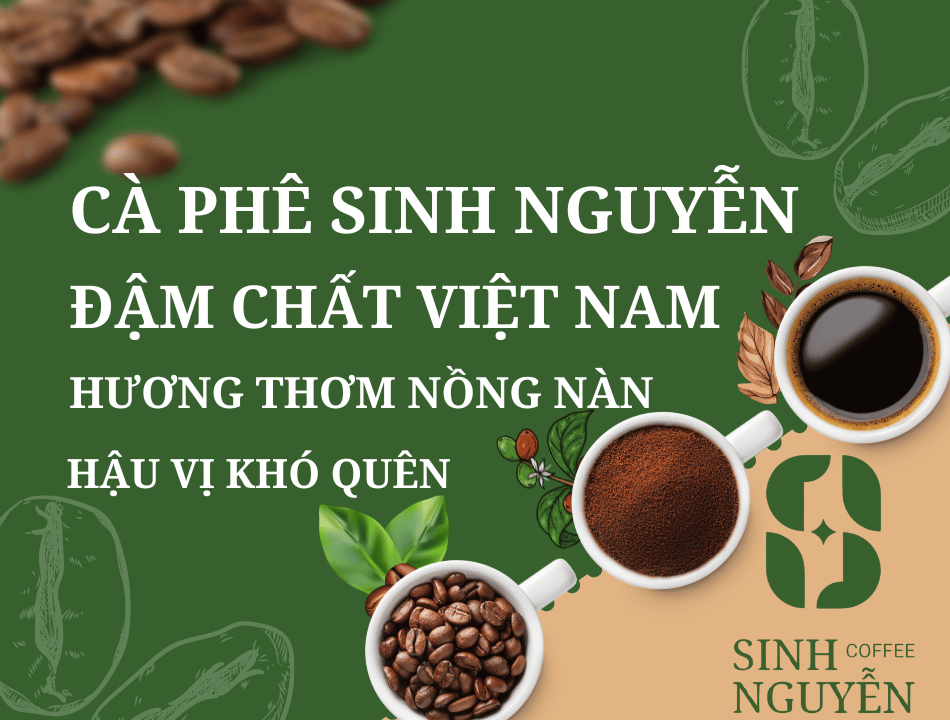 CÀ PHÊ SINH NGUYỄN
ĐẬM CHẤT VIỆT NAM
HƯƠNG THƠM NỒNG NÀN
HẬU VỊ KHÓ QUÊN
SINH COFFEE
NGUYỄN